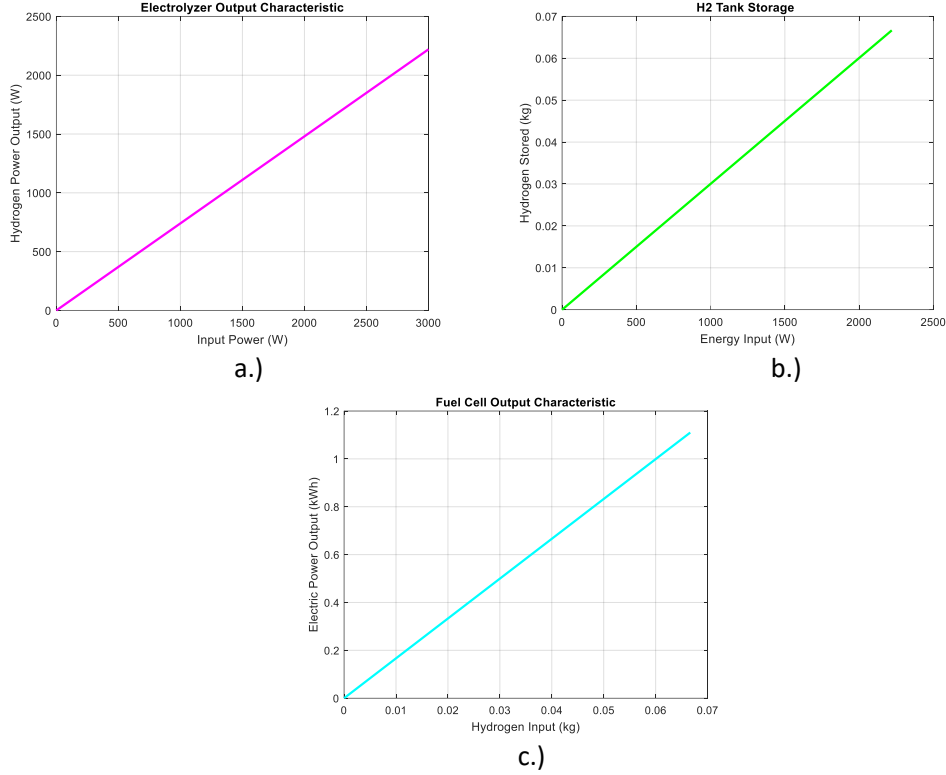 Electrolyzer Output Characteristic
2500
2000
1500
1000
500
0
Hydrogen Power Output (W)
0 500 1000 1500 2000 2500 3000
Input Power (W)
a.)
H2 Tank Storage
0.07
0.06
0.05
0.04
0.03
0.02
0.01
0
Hydrogen Stored (kg)
0 500 1000 1500 2000 2500
Energy Input (W)
b.)
Fuel Cell Output Characteristic
1.2
1
0.8
0.6
0.4
0.2
0
Electric Power Output (kWh)
0 0.01 0.02 0.03 0.04 0.05 0.06 0.07
Hydrogen Input (kg)
c.)